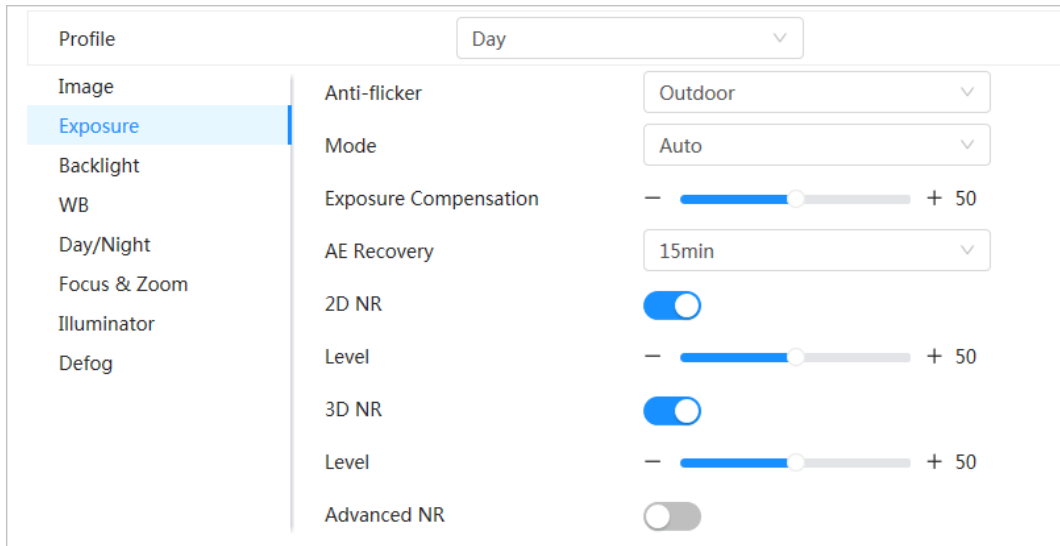 Profile Day
Image
Exposure
Backlight
WB
Day/Night
Focus & Zoom
Illuminator
Defog
Anti-flicker Outdoor
Mode Auto
Exposure Compensation − + 50
AE Recovery 15min
2D NR
Level − + 50
3D NR
Level − + 50
Advanced NR